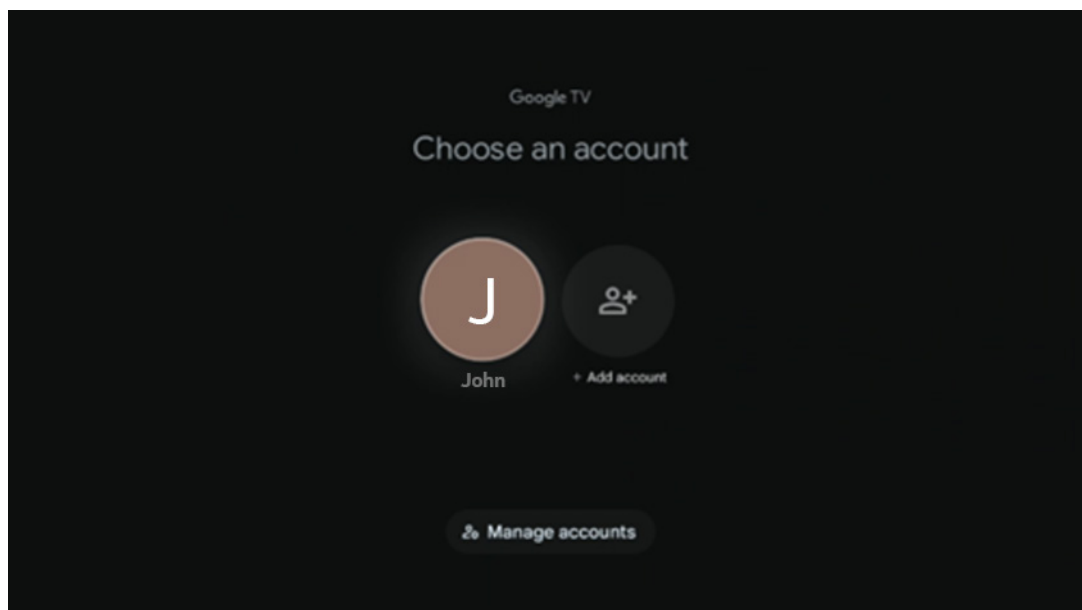 Google TV
Choose an account
J
John
+ Add account
Manage accounts